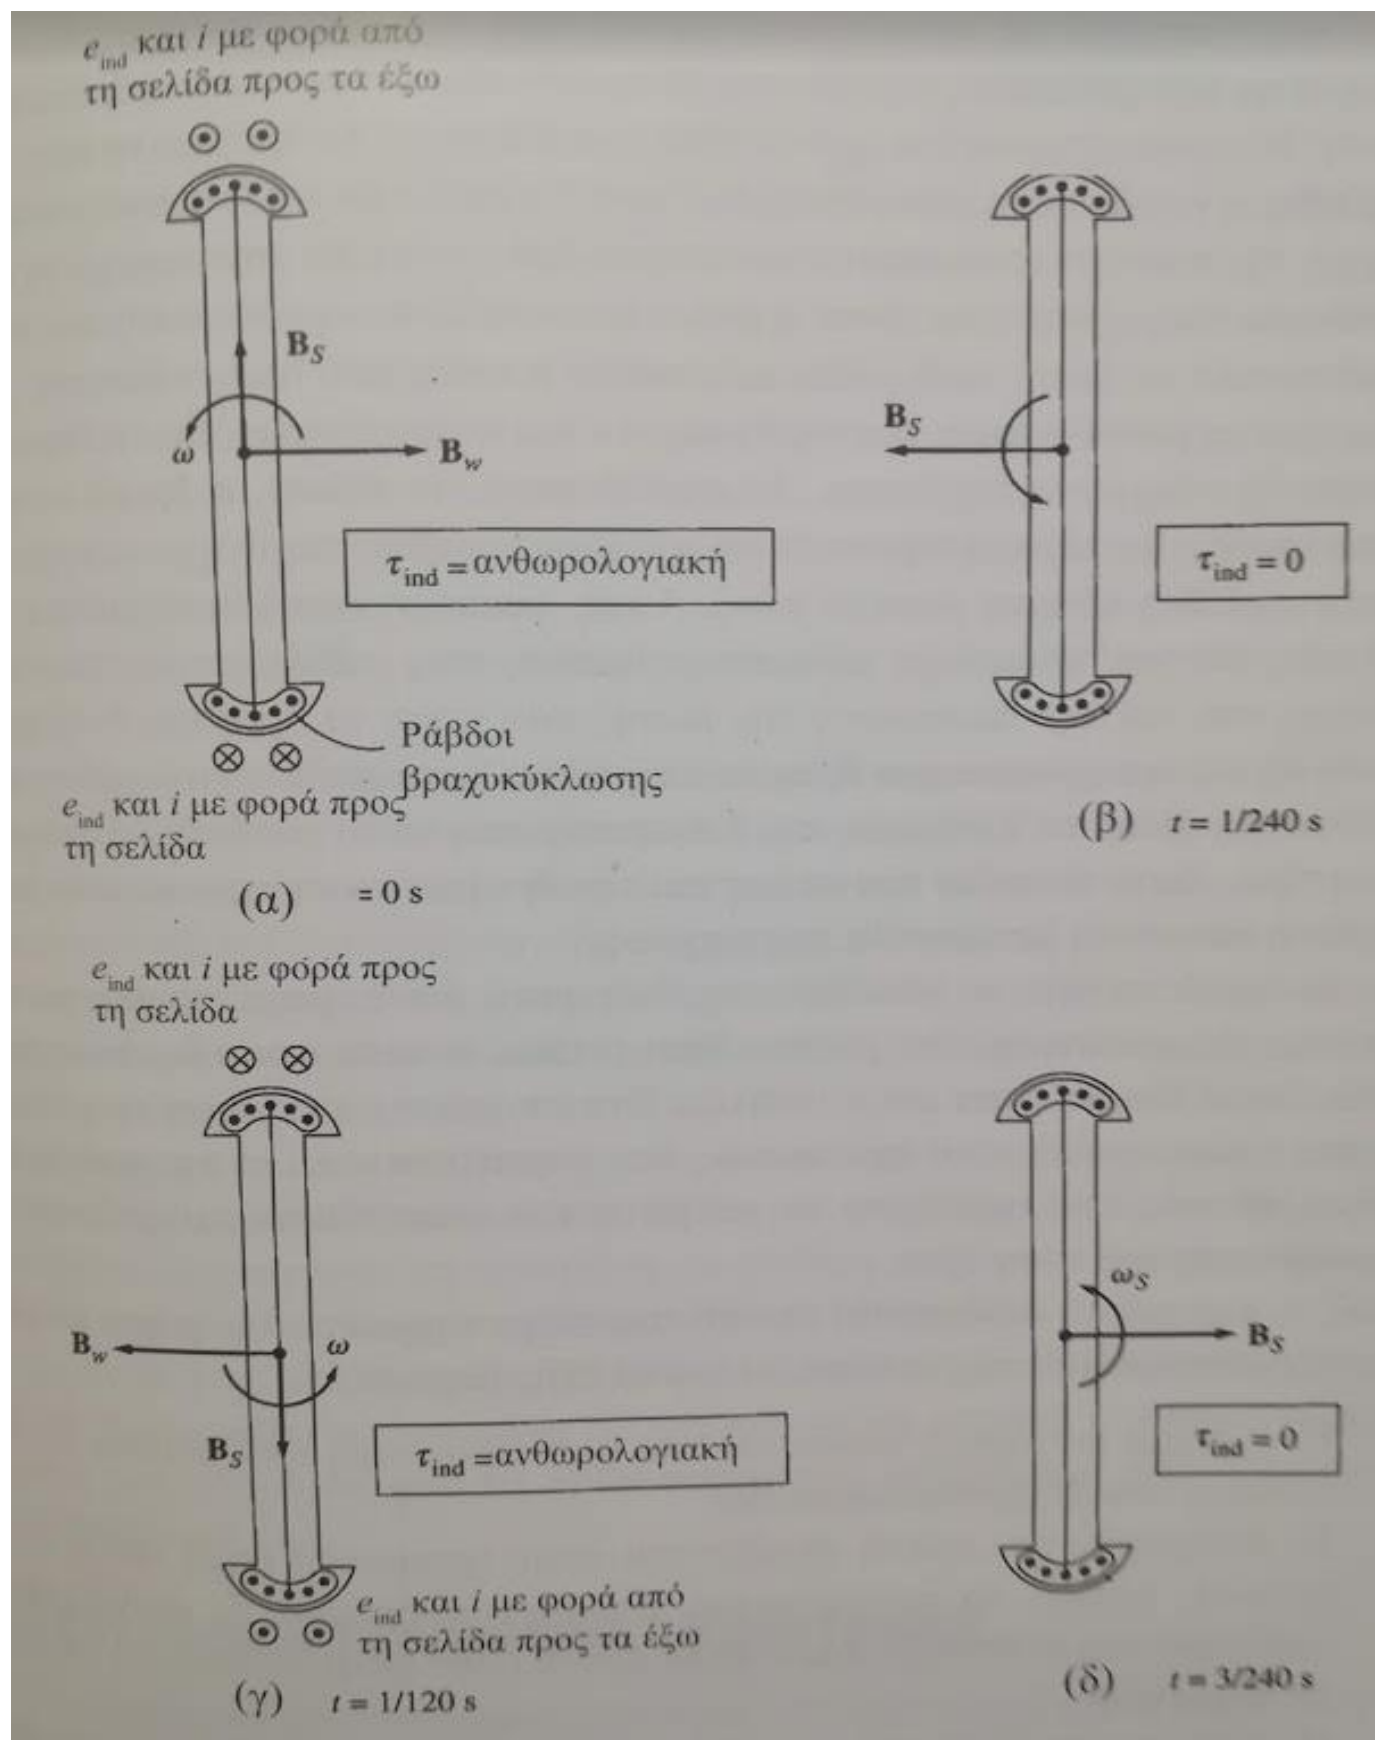 e_ind και i με φορά από
τη σελίδα προς τα έξω
B_S
ω
B_w
τ_ind = ανθωρολογιακή
Ράβδοι
βραχυκύκλωσης
e_ind και i με φορά προς
τη σελίδα
(α) = 0 s
B_S
τ_ind = 0
(β) t = 1/240 s
e_ind και i με φορά προς
τη σελίδα
B_w
ω
B_S
τ_ind =ανθωρολογιακή
e_ind και i με φορά από
τη σελίδα προς τα έξω
(γ) t = 1/120 s
ω_S
B_S
τ_ind = 0
(δ) t = 3/240 s